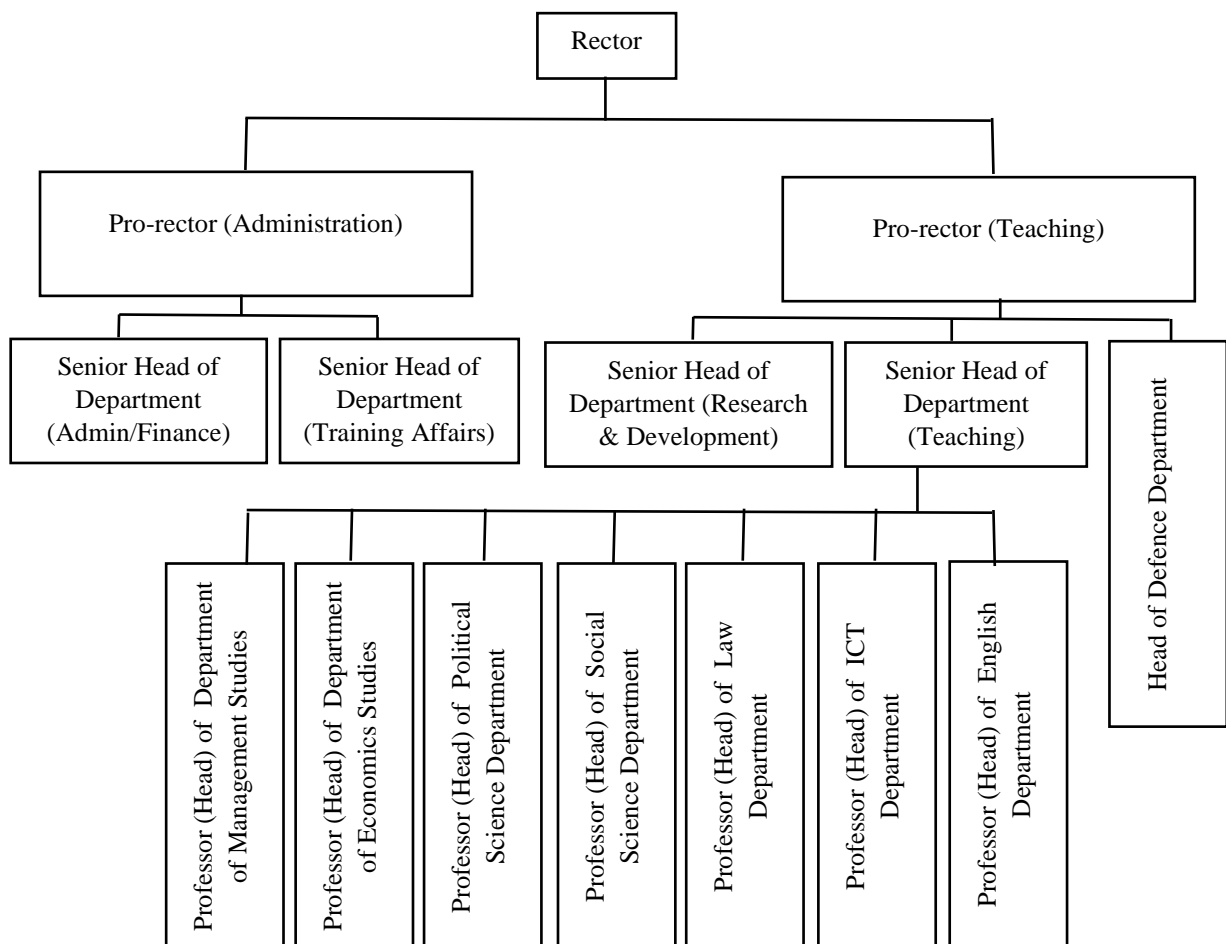 Rector
Pro-rector (Administration)
Pro-rector (Teaching)
Senior Head of
Department
(Admin/Finance)
Senior Head of
Department
(Training Affairs)
Senior Head of
Department (Research
& Development)
Senior Head of
Department
(Teaching)
Head of Defence Department
Professor (Head) of Department
of Management Studies
Professor (Head) of Department
of Economics Studies
Professor (Head) of Political
Science Department
Professor (Head) of Social
Science Department
Professor (Head) of Law
Department
Professor (Head) of ICT
Department
Professor (Head) of English
Department